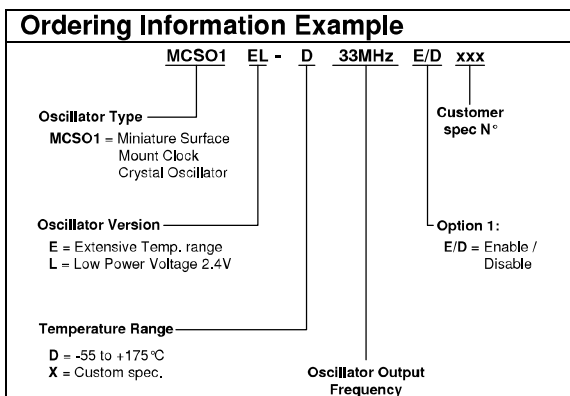 Ordering Information Example
MCSO1 EL - D 33MHz E/D xxx
Customer
spec N°
Oscillator Type
MCSO1 = Miniature Surface
Mount Clock
Crystal Oscillator
Oscillator Version
E = Extensive Temp. range
L = Low Power Voltage 2.4V
Option 1:
E/D = Enable /
Disable
Temperature Range
D = -55 to +175°C
X = Custom spec.
Oscillator Output
Frequency